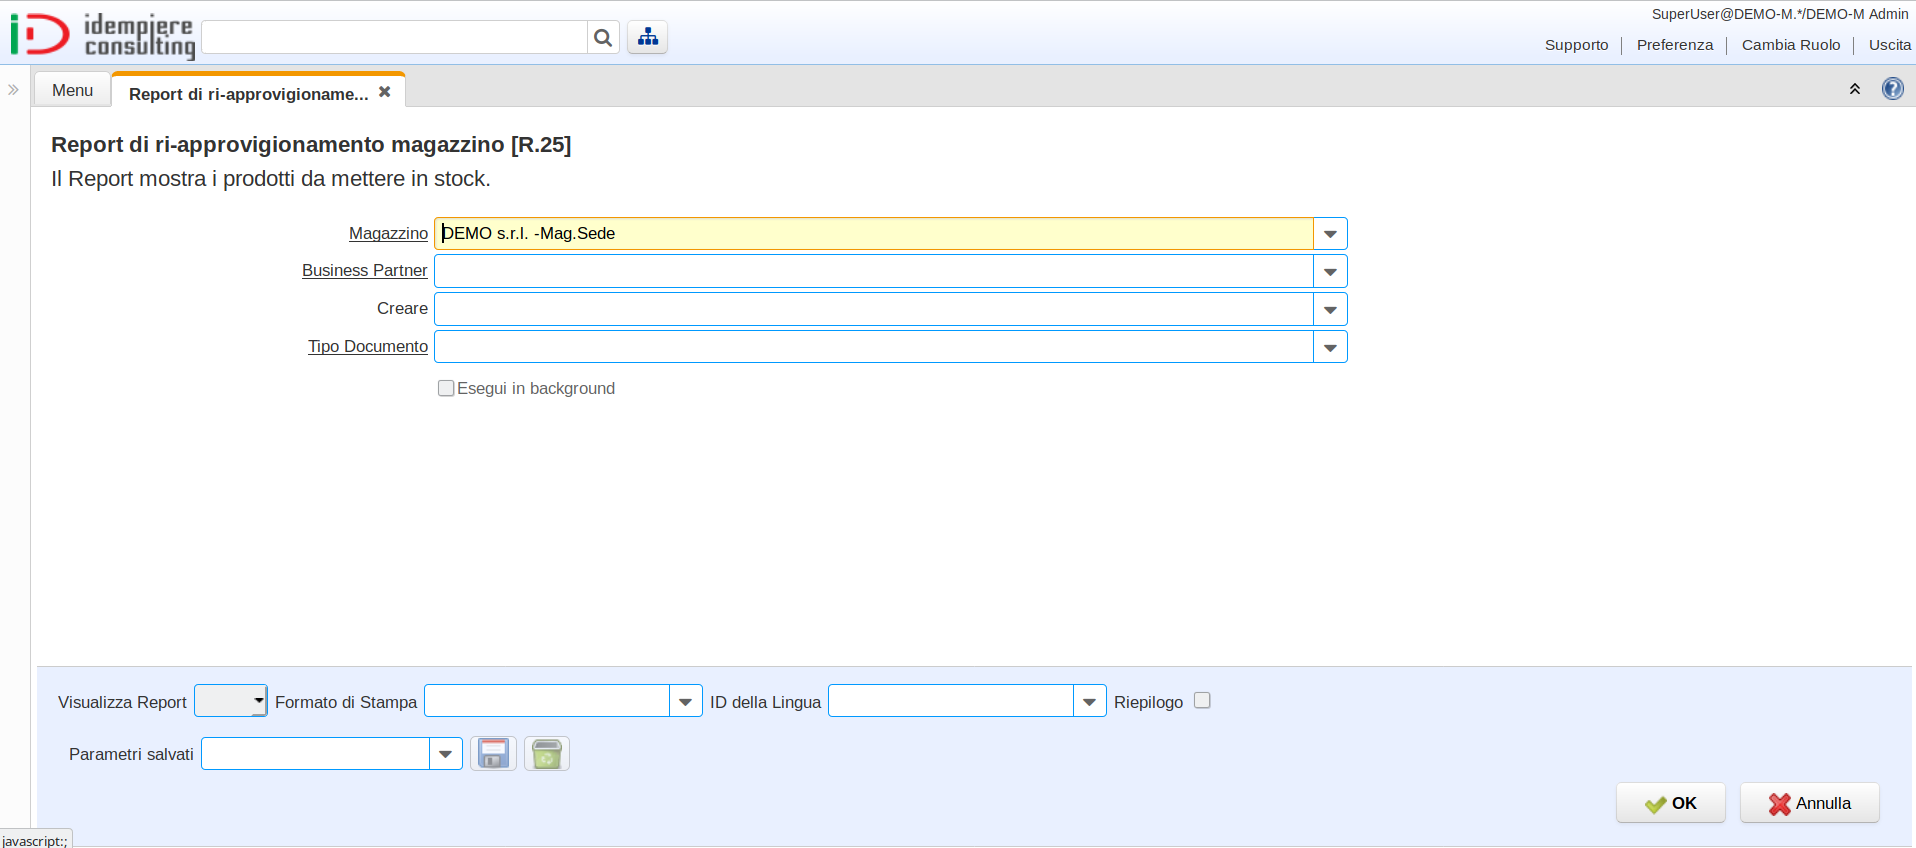 idempiere
consulting
SuperUser@DEMO-M.*/DEMO-M Admin
Supporto
Preferenza
Cambia Ruolo
Uscita
Menu
Report di ri-approvigioname...
Report di ri-approvigionamento magazzino [R.25]
Il Report mostra i prodotti da mettere in stock.
Magazzino DEMO s.r.l. -Mag.Sede
Business Partner
Creare
Tipo Documento
Esegui in background
Visualizza Report Formato di Stampa ID della Lingua Riepilogo
Parametri salvati
OK Annulla
javascript:;